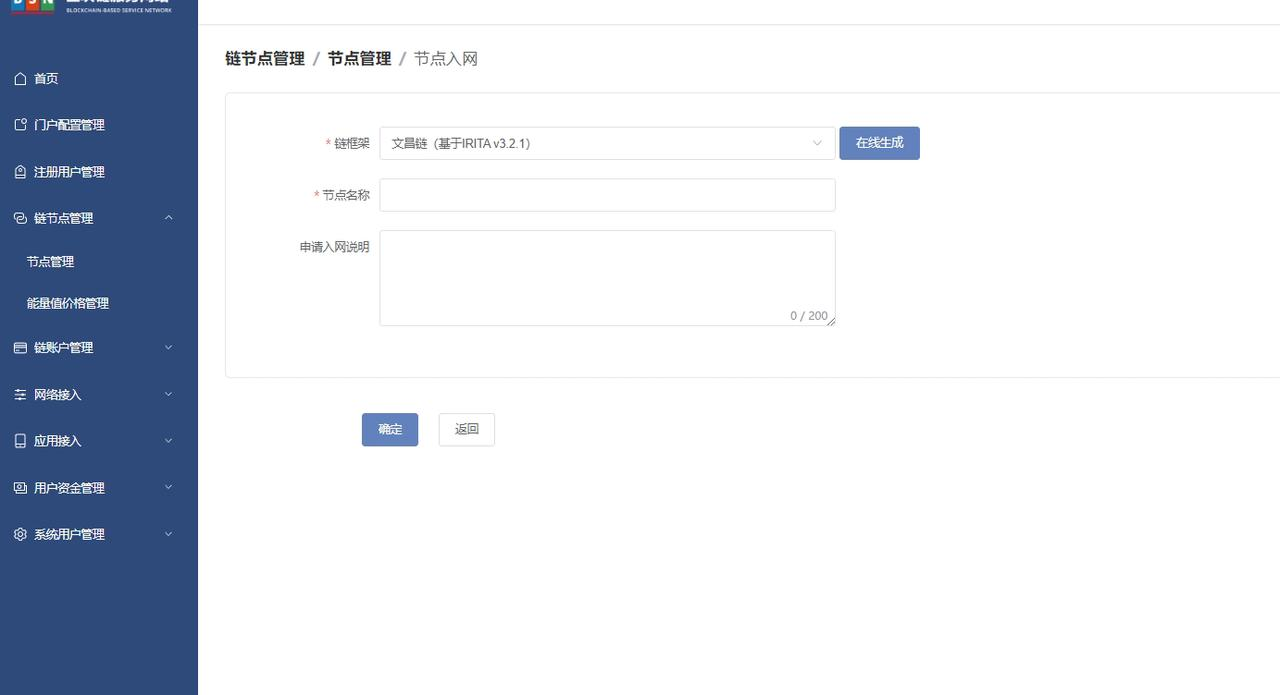 BSN
BLOCKCHAIN-BASED SERVICE NETWORK
首页
门户配置管理
注册用户管理
链节点管理
节点管理
能量值价格管理
链账户管理
网络接入
应用接入
用户资金管理
系统用户管理
链节点管理 / 节点管理 / 节点入网
* 链框架
文昌链（基于IRITA v3.2.1）
在线生成
* 节点名称
申请入网说明
0 / 200
确定
返回